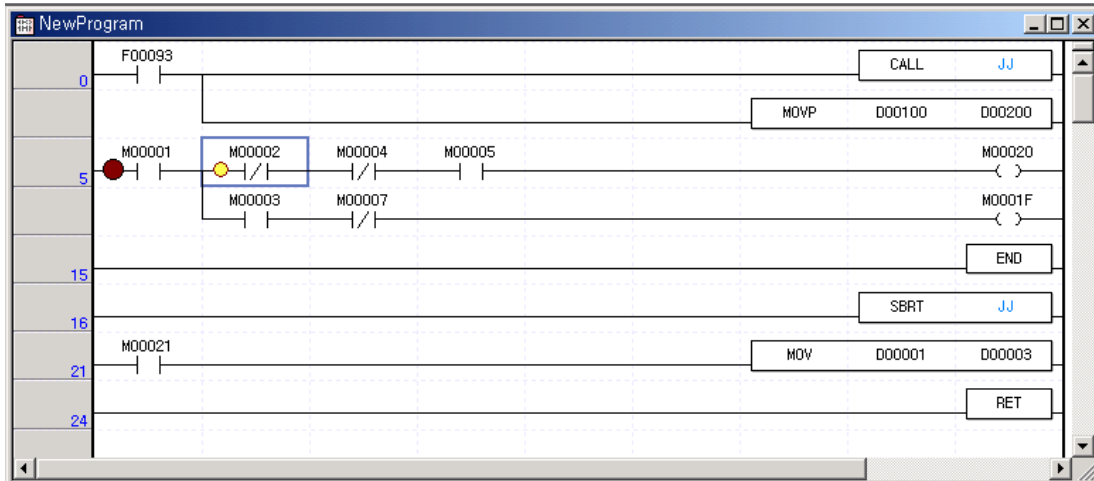 NewProgram
F00093
0
CALL JJ
MOVP D00100 D00200
M00001 M00002 M00004 M00005 M00020
5
M00003 M00007 M0001F
END
15
SBRT JJ
16
M00021
MOV D00001 D00003
21
RET
24